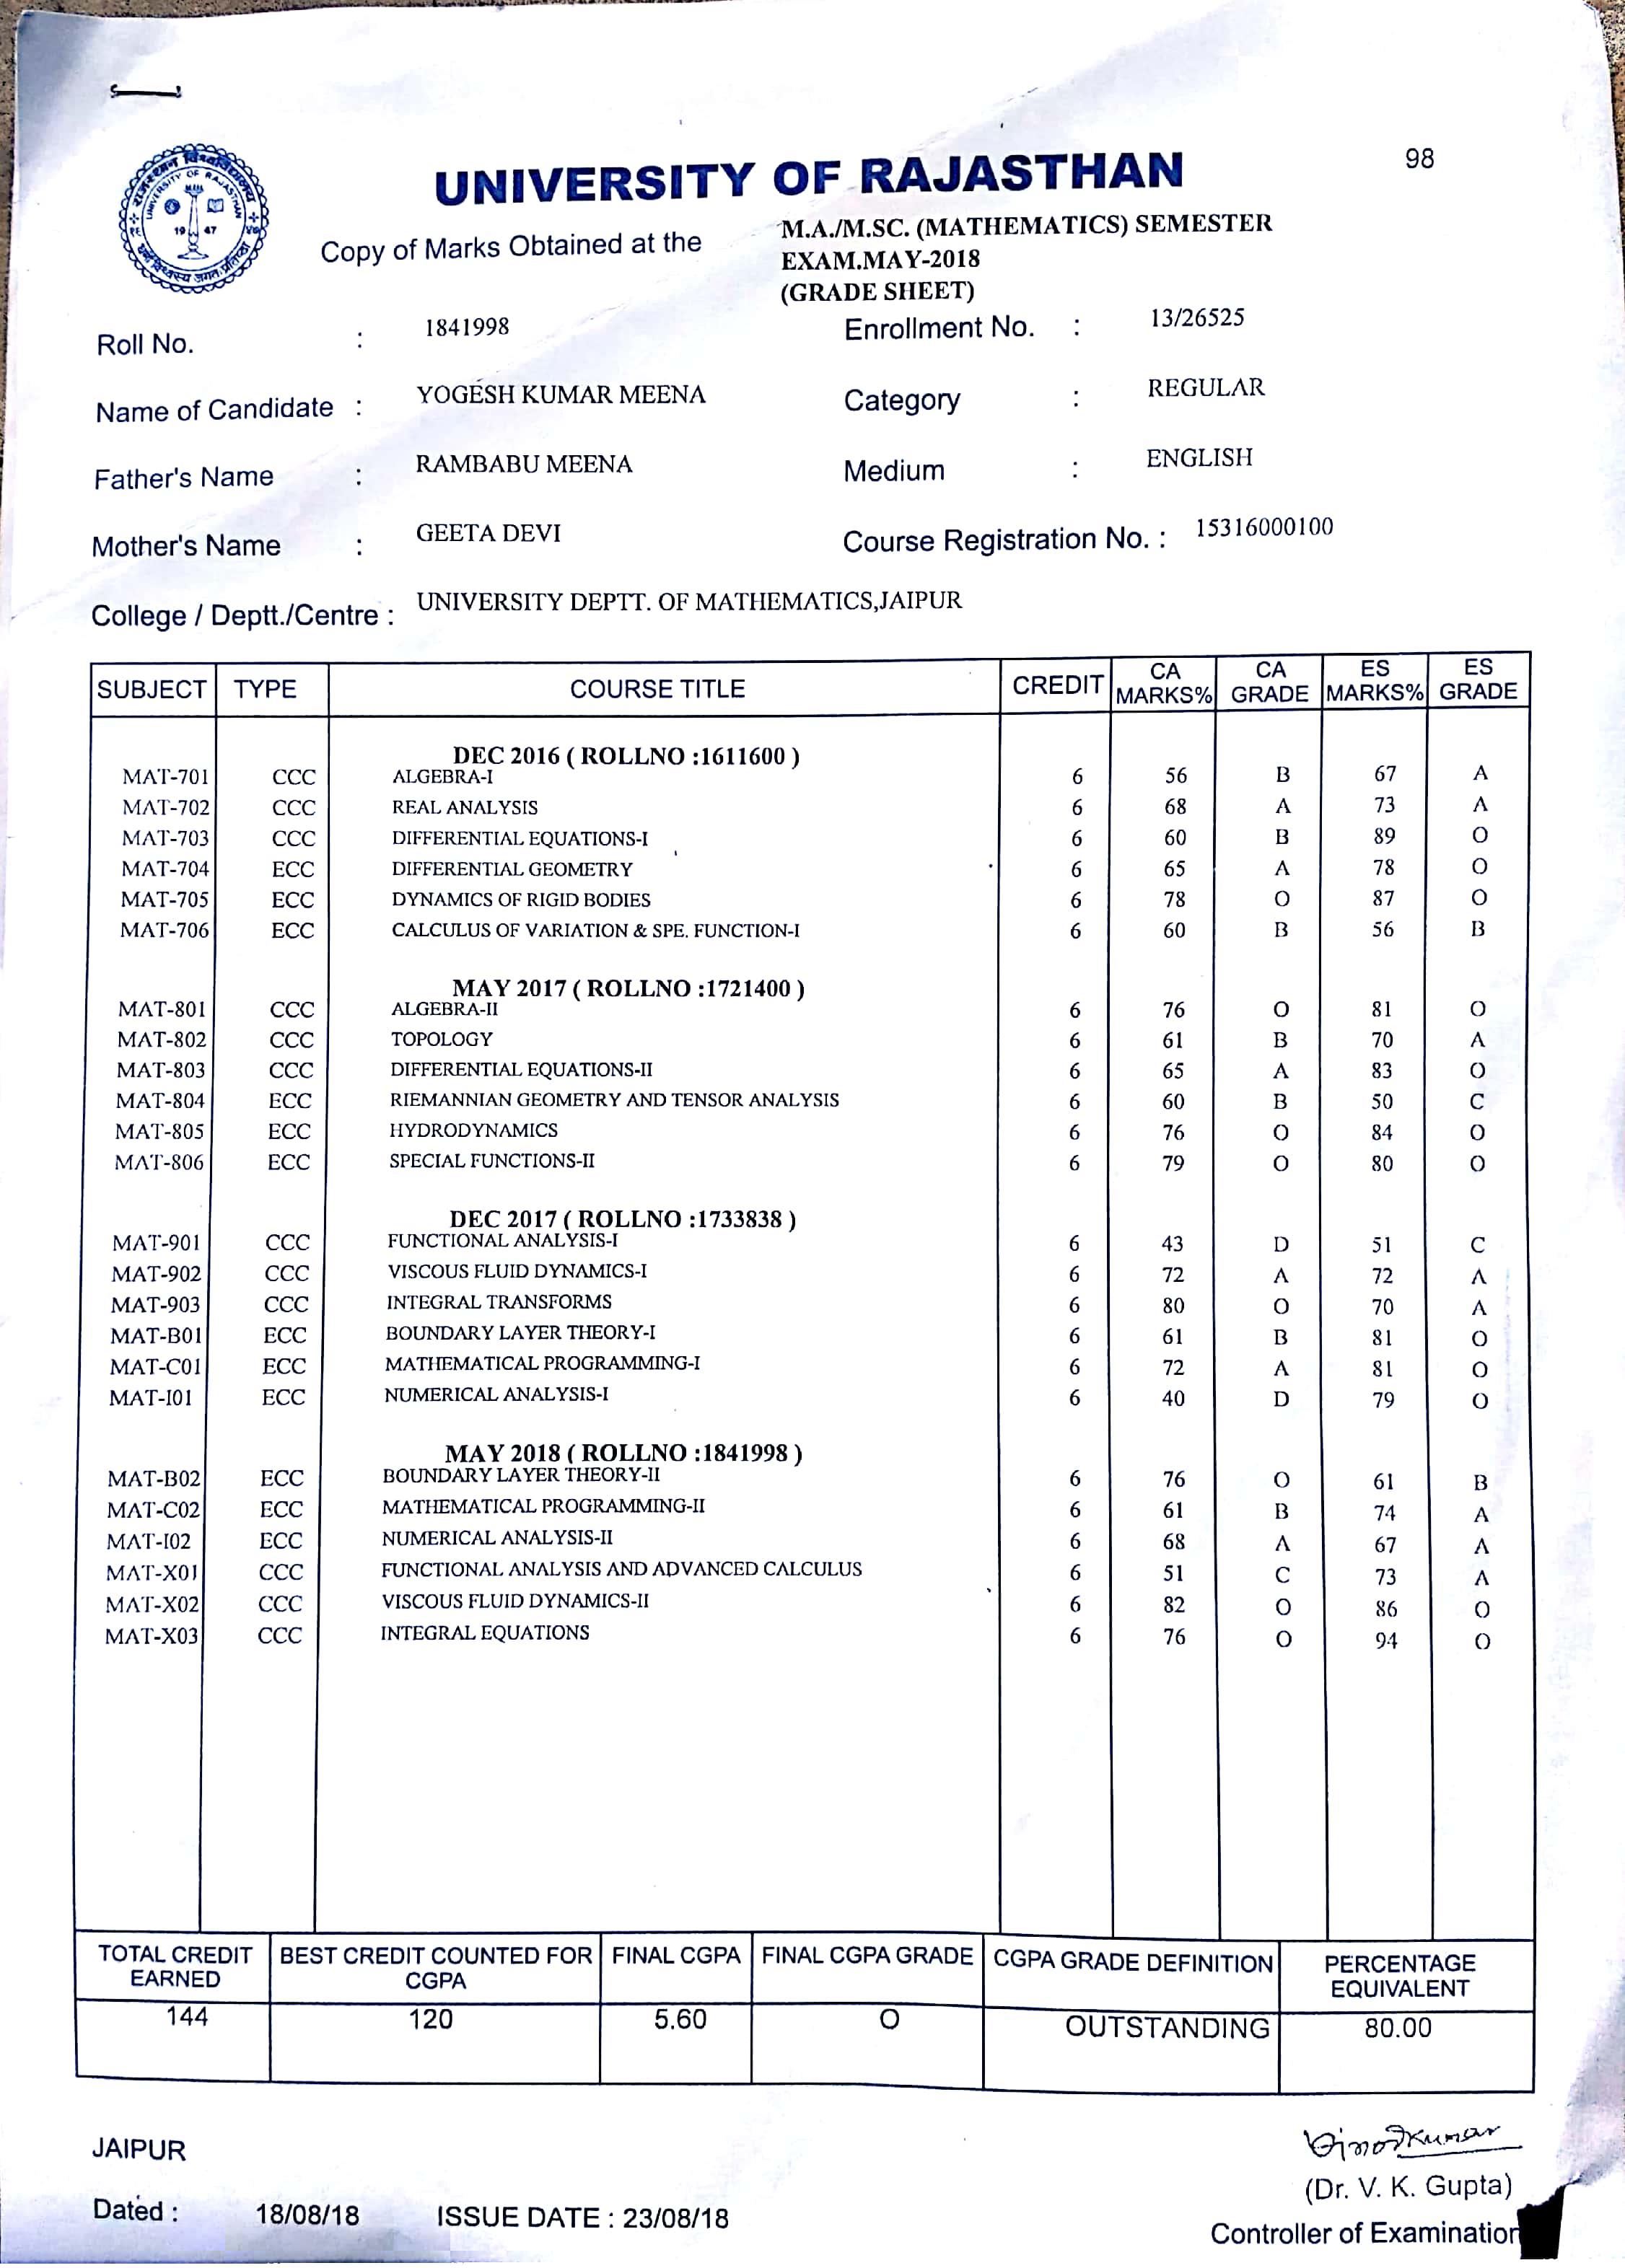 98
UNIVERSITY OF RAJASTHAN
Copy of Marks Obtained at the M.A./M.SC. (MATHEMATICS) SEMESTER
EXAM.MAY-2018
(GRADE SHEET)
UNIVERSITY OF RAJASTHAN
19 47
Roll No. : 1841998 Enrollment No. : 13/26525
Name of Candidate : YOGESH KUMAR MEENA Category : REGULAR
Father's Name : RAMBABU MEENA Medium : ENGLISH
Mother's Name : GEETA DEVI Course Registration No. : 15316000100
College / Deptt./Centre : UNIVERSITY DEPTT. OF MATHEMATICS,JAIPUR
SUBJECT TYPE COURSE TITLE CREDIT CA MARKS% CA GRADE ES MARKS% ES GRADE
DEC 2016 ( ROLLNO :1611600 )
MAT-701 CCC ALGEBRA-I 6 56 B 67 A
MAT-702 CCC REAL ANALYSIS 6 68 A 73 A
MAT-703 CCC DIFFERENTIAL EQUATIONS-I 6 60 B 89 O
MAT-704 ECC DIFFERENTIAL GEOMETRY 6 65 A 78 O
MAT-705 ECC DYNAMICS OF RIGID BODIES 6 78 O 87 O
MAT-706 ECC CALCULUS OF VARIATION & SPE. FUNCTION-I 6 60 B 56 B
MAY 2017 ( ROLLNO :1721400 )
MAT-801 CCC ALGEBRA-II 6 76 O 81 O
MAT-802 CCC TOPOLOGY 6 61 B 70 A
MAT-803 CCC DIFFERENTIAL EQUATIONS-II 6 65 A 83 O
MAT-804 ECC RIEMANNIAN GEOMETRY AND TENSOR ANALYSIS 6 60 B 50 C
MAT-805 ECC HYDRODYNAMICS 6 76 O 84 O
MAT-806 ECC SPECIAL FUNCTIONS-II 6 79 O 80 O
DEC 2017 ( ROLLNO :1733838 )
MAT-901 CCC FUNCTIONAL ANALYSIS-I 6 43 D 51 C
MAT-902 CCC VISCOUS FLUID DYNAMICS-I 6 72 A 72 A
MAT-903 CCC INTEGRAL TRANSFORMS 6 80 O 70 A
MAT-B01 ECC BOUNDARY LAYER THEORY-I 6 61 B 81 O
MAT-C01 ECC MATHEMATICAL PROGRAMMING-I 6 72 A 81 O
MAT-I01 ECC NUMERICAL ANALYSIS-I 6 40 D 79 O
MAY 2018 ( ROLLNO :1841998 )
MAT-B02 ECC BOUNDARY LAYER THEORY-II 6 76 O 61 B
MAT-C02 ECC MATHEMATICAL PROGRAMMING-II 6 61 B 74 A
MAT-I02 ECC NUMERICAL ANALYSIS-II 6 68 A 67 A
MAT-X01 CCC FUNCTIONAL ANALYSIS AND ADVANCED CALCULUS 6 51 C 73 A
MAT-X02 CCC VISCOUS FLUID DYNAMICS-II 6 82 O 86 O
MAT-X03 CCC INTEGRAL EQUATIONS 6 76 O 94 O
TOTAL CREDIT EARNED BEST CREDIT COUNTED FOR CGPA FINAL CGPA FINAL CGPA GRADE CGPA GRADE DEFINITION PERCENTAGE EQUIVALENT
144 120 5.60 O OUTSTANDING 80.00
JAIPUR
(Dr. V. K. Gupta)
Dated : 18/08/18 ISSUE DATE : 23/08/18
Controller of Examination